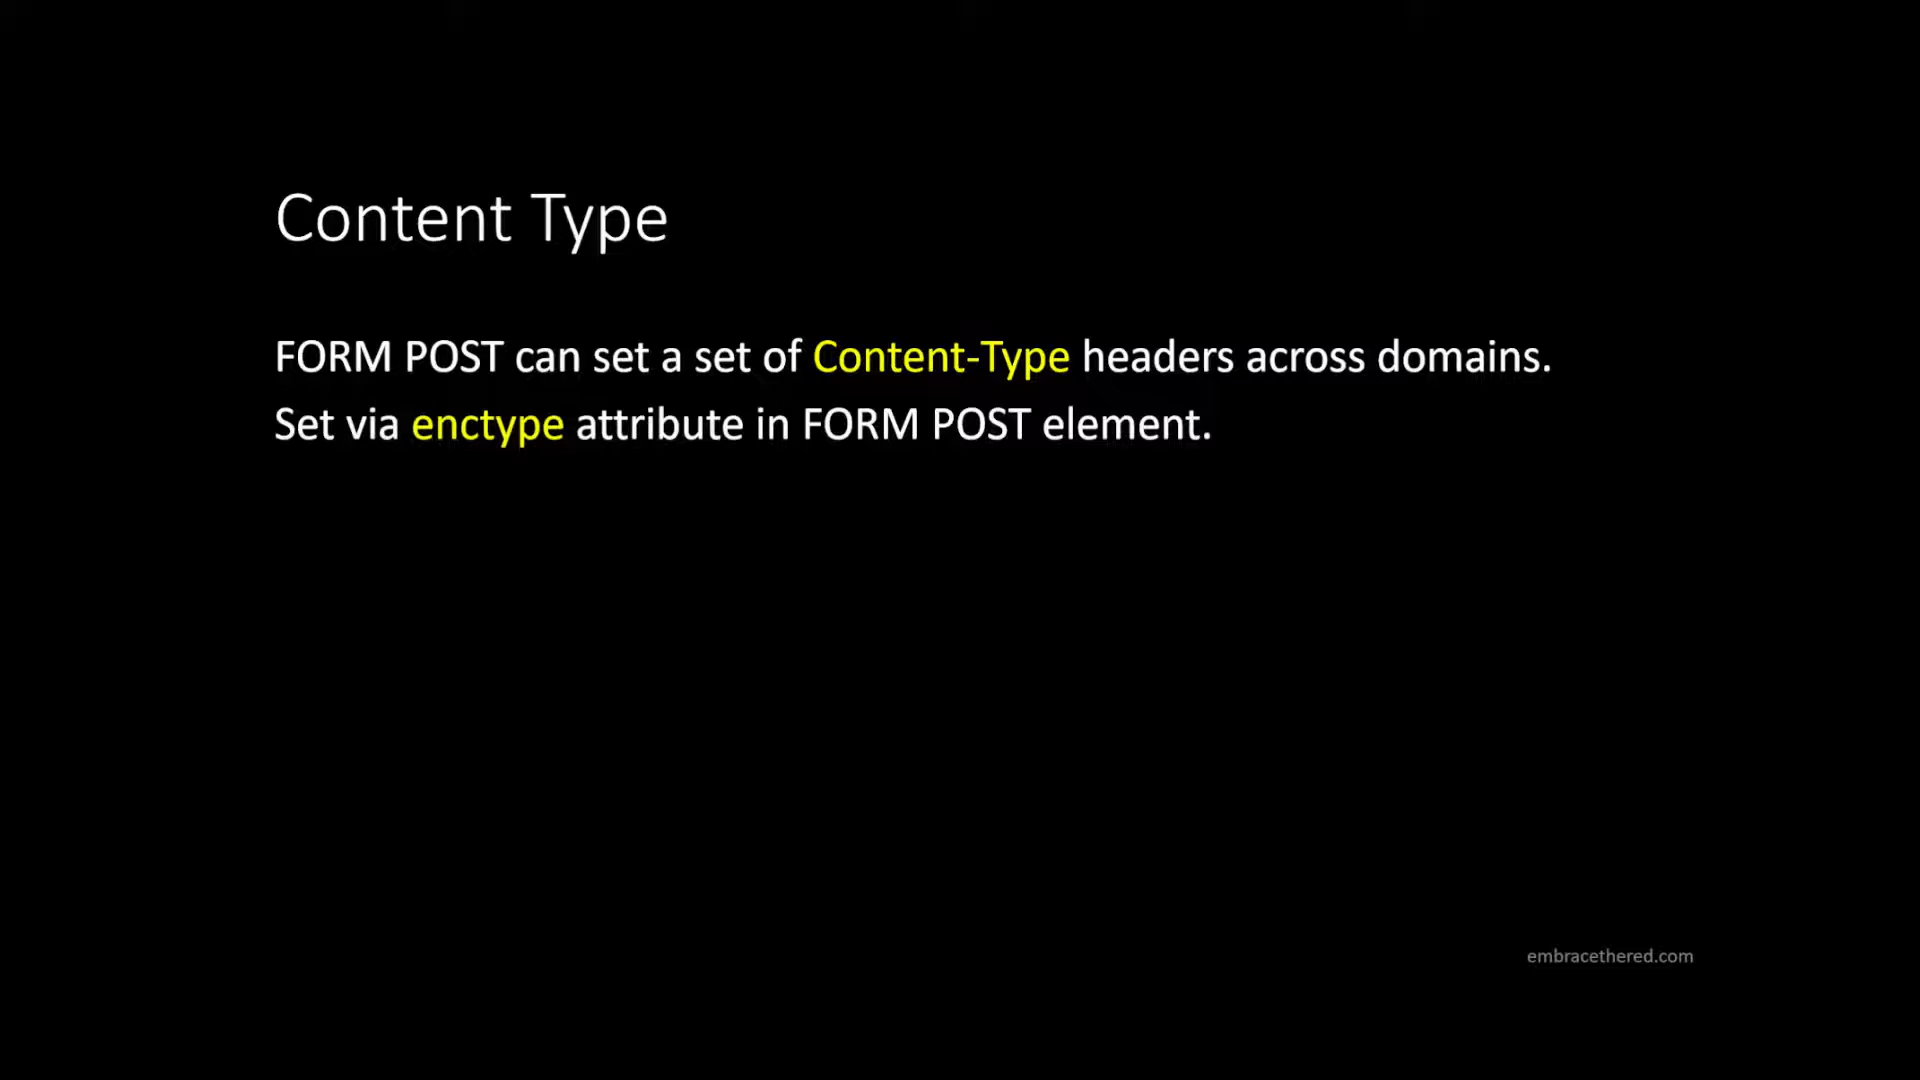 Content Type
FORM POST can set a set of Content-Type headers across domains.
Set via enctype attribute in FORM POST element.
embracethered.com